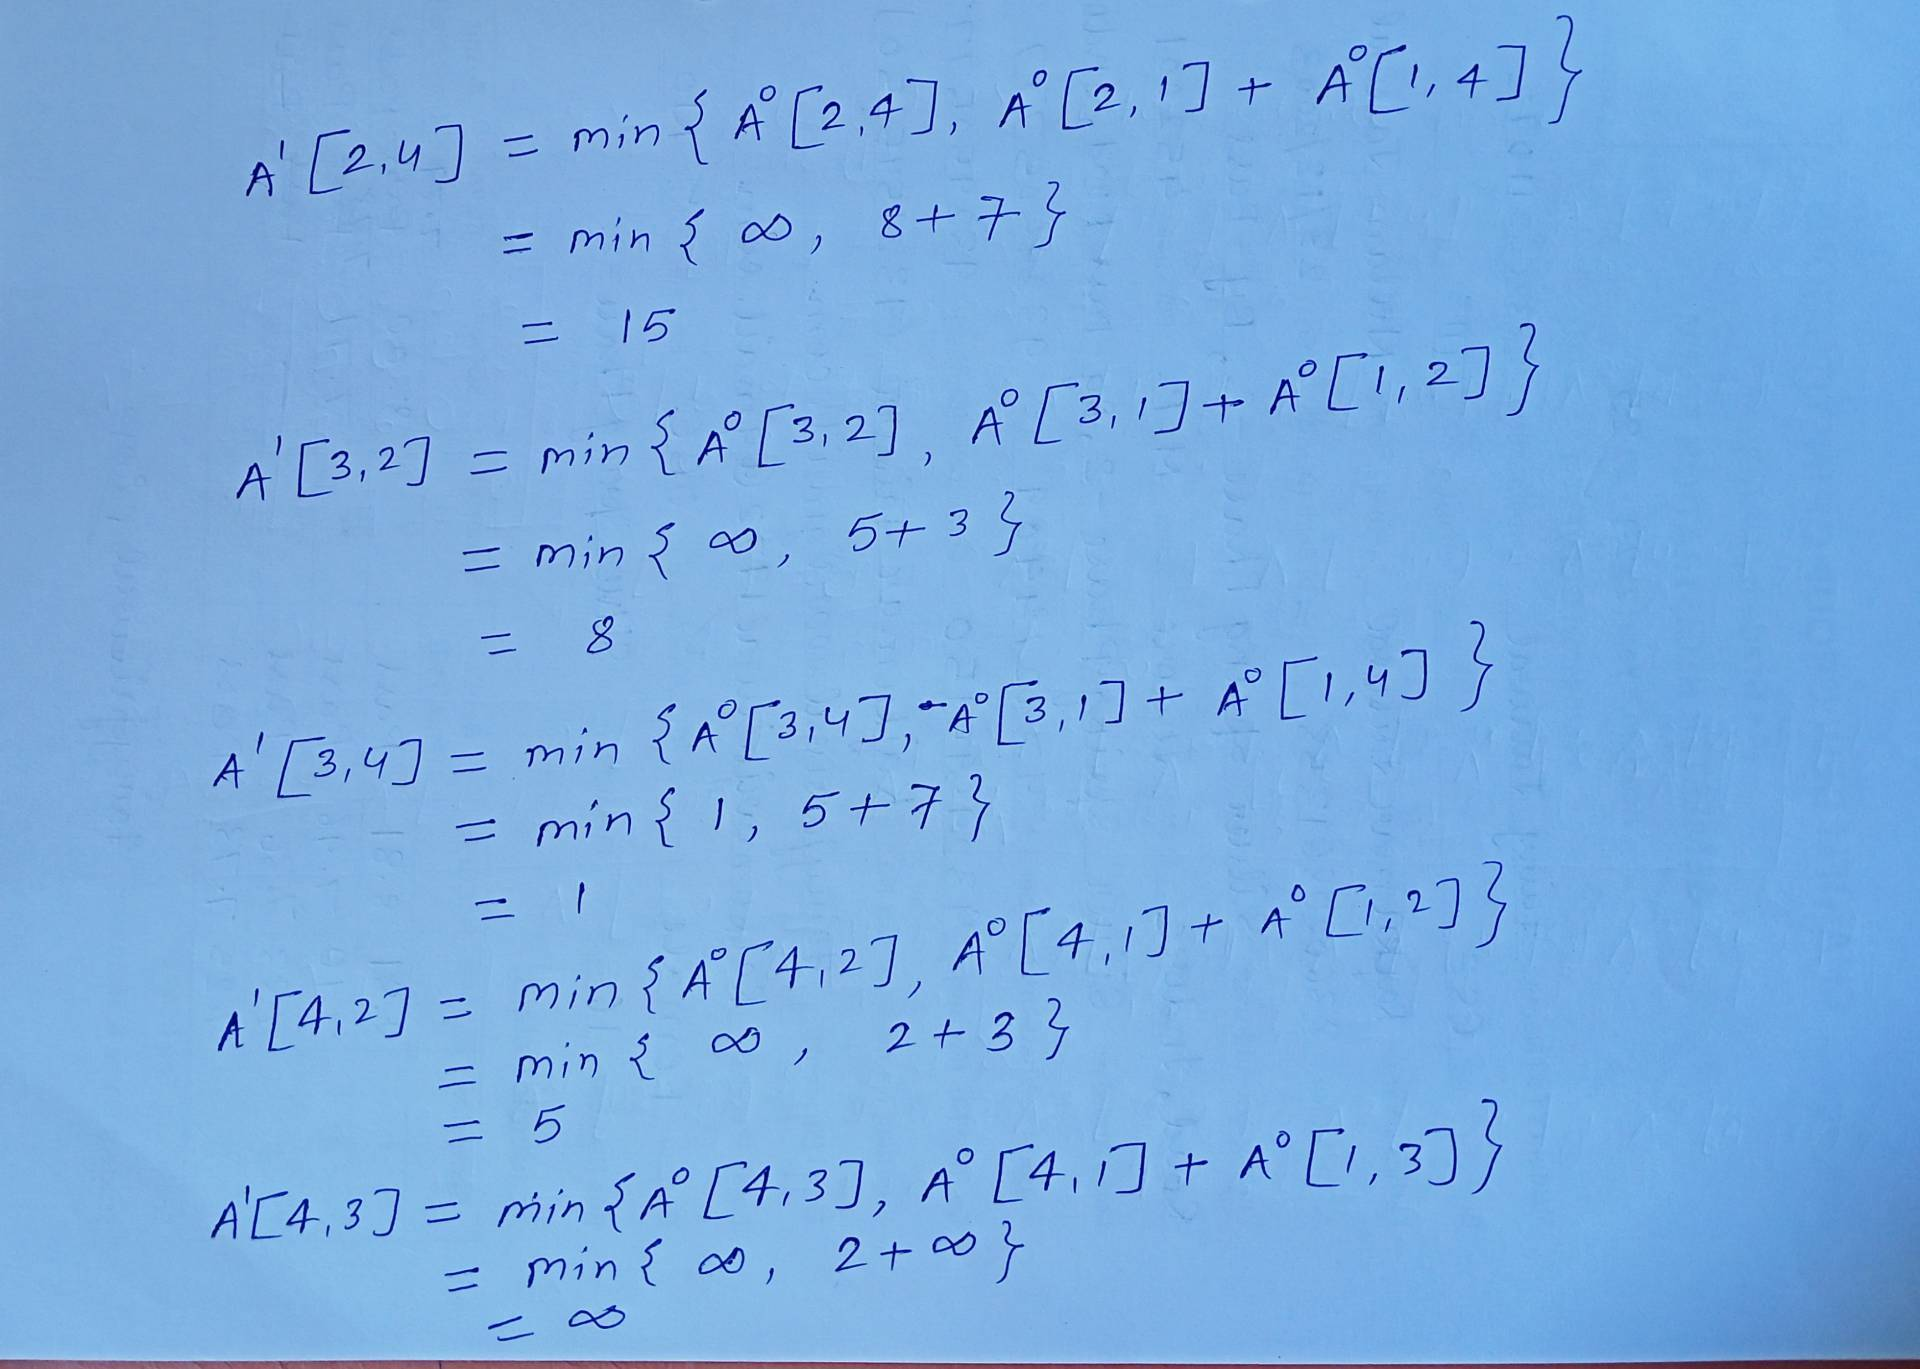 A¹[2,4] = min{A⁰[2,4], A⁰[2,1] + A⁰[1,4]}
= min{∞, 8+7}
= 15
A¹[3,2] = min{A⁰[3,2], A⁰[3,1] + A⁰[1,2]}
= min{∞, 5+3}
= 8
A¹[3,4] = min{A⁰[3,4], A⁰[3,1] + A⁰[1,4]}
= min{1, 5+7}
= 1
A¹[4,2] = min{A⁰[4,2], A⁰[4,1] + A⁰[1,2]}
= min{∞, 2+3}
= 5
A¹[4,3] = min{A⁰[4,3], A⁰[4,1] + A⁰[1,3]}
= min{∞, 2+∞}
= ∞